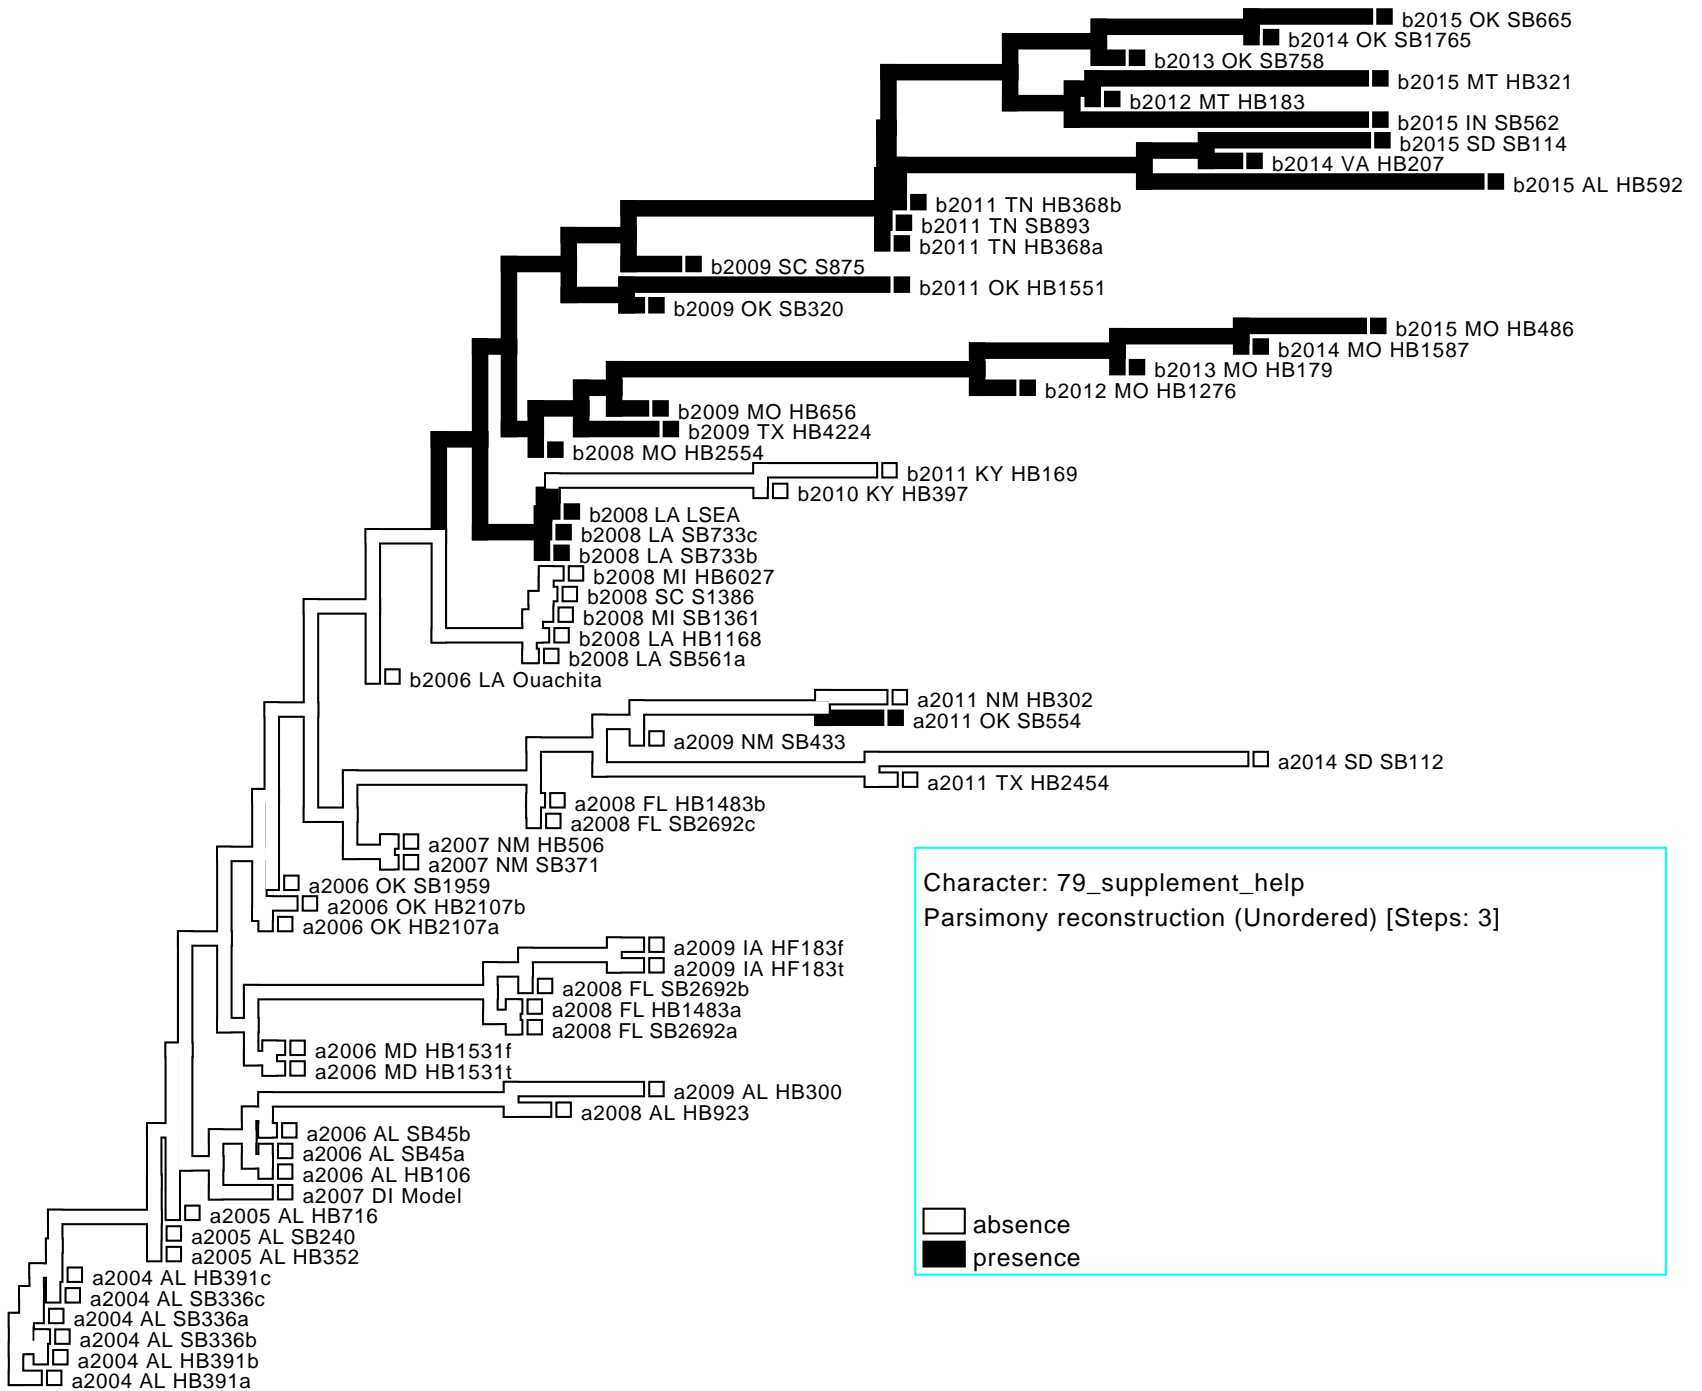 b2015 OK SB665
b2014 OK SB1765
b2013 OK SB758
b2015 MT HB321
b2012 MT HB183
b2015 IN SB562
b2015 SD SB114
b2014 VA HB207
b2015 AL HB592
b2011 TN HB368b
b2011 TN SB893
b2011 TN HB368a
b2009 SC S875
b2011 OK HB1551
b2009 OK SB320
b2015 MO HB486
b2014 MO HB1587
b2013 MO HB179
b2012 MO HB1276
b2009 MO HB656
b2009 TX HB4224
b2008 MO HB2554
b2011 KY HB169
b2010 KY HB397
b2008 LA LSEA
b2008 LA SB733c
b2008 LA SB733b
b2008 MI HB6027
b2008 SC S1386
b2008 MI SB1361
b2008 LA HB1168
b2008 LA SB561a
b2006 LA Ouachita
a2011 NM HB302
a2011 OK SB554
a2009 NM SB433
a2014 SD SB112
a2011 TX HB2454
a2008 FL HB1483b
a2008 FL SB2692c
a2007 NM HB506
a2007 NM SB371
a2006 OK SB1959
a2006 OK HB2107b
a2006 OK HB2107a
a2009 IA HF183f
a2009 IA HF183t
a2008 FL SB2692b
a2008 FL HB1483a
a2008 FL SB2692a
a2006 MD HB1531f
a2006 MD HB1531t
a2009 AL HB300
a2008 AL HB923
a2006 AL SB45b
a2006 AL SB45a
a2006 AL HB106
a2007 DI Model
a2005 AL HB716
a2005 AL SB240
a2005 AL HB352
a2004 AL HB391c
a2004 AL SB336c
a2004 AL SB336a
a2004 AL SB336b
a2004 AL HB391b
a2004 AL HB391a
Character: 79_supplement_help
Parsimony reconstruction (Unordered) [Steps: 3]
absence
presence